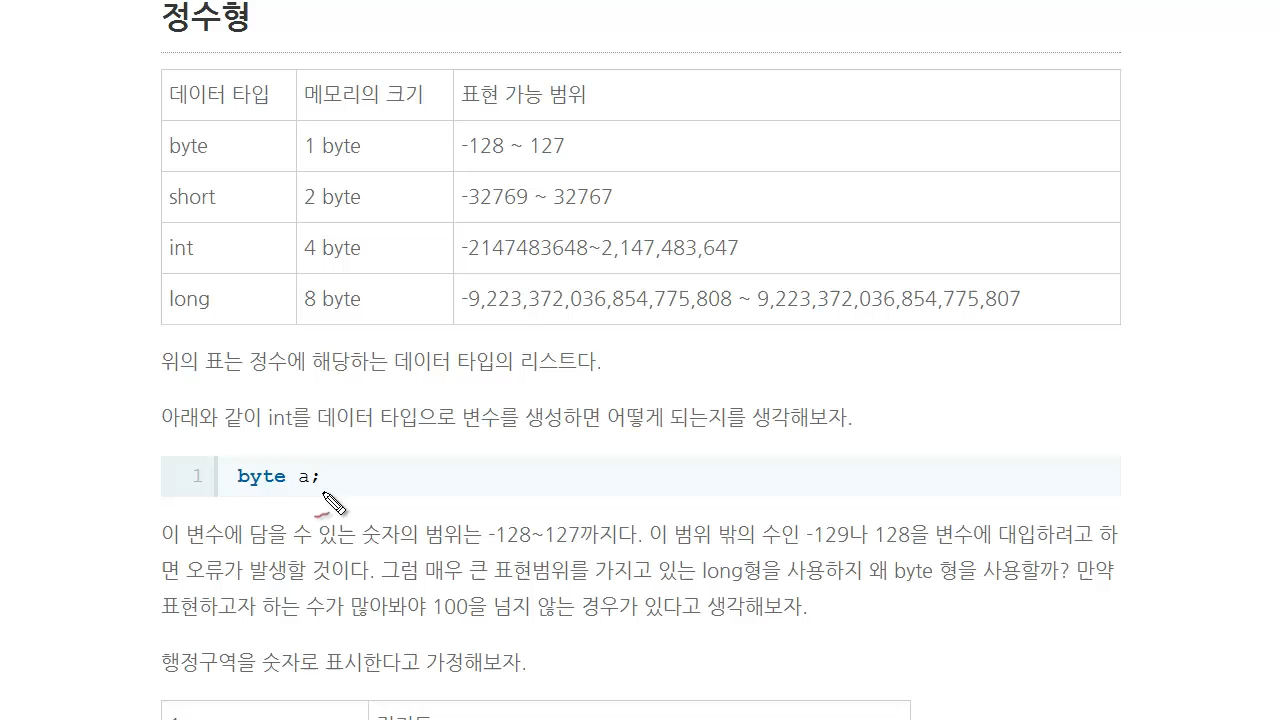 정수형
데이터 타입 메모리의 크기 표현 가능 범위
byte 1 byte -128 ~ 127
short 2 byte -32769 ~ 32767
int 4 byte -2147483648~2,147,483,647
long 8 byte -9,223,372,036,854,775,808 ~ 9,223,372,036,854,775,807
위의 표는 정수에 해당하는 데이터 타입의 리스트다.
아래와 같이 int를 데이터 타입으로 변수를 생성하면 어떻게 되는지를 생각해보자.
1 byte a;
이 변수에 담을 수 있는 숫자의 범위는 -128~127까지다. 이 범위 밖의 수인 -129나 128을 변수에 대입하려고 하
면 오류가 발생할 것이다. 그럼 매우 큰 표현범위를 가지고 있는 long형을 사용하지 왜 byte 형을 사용할까? 만약
표현하고자 하는 수가 많아봐야 100을 넘지 않는 경우가 있다고 생각해보자.
행정구역을 숫자로 표시한다고 가정해보자.